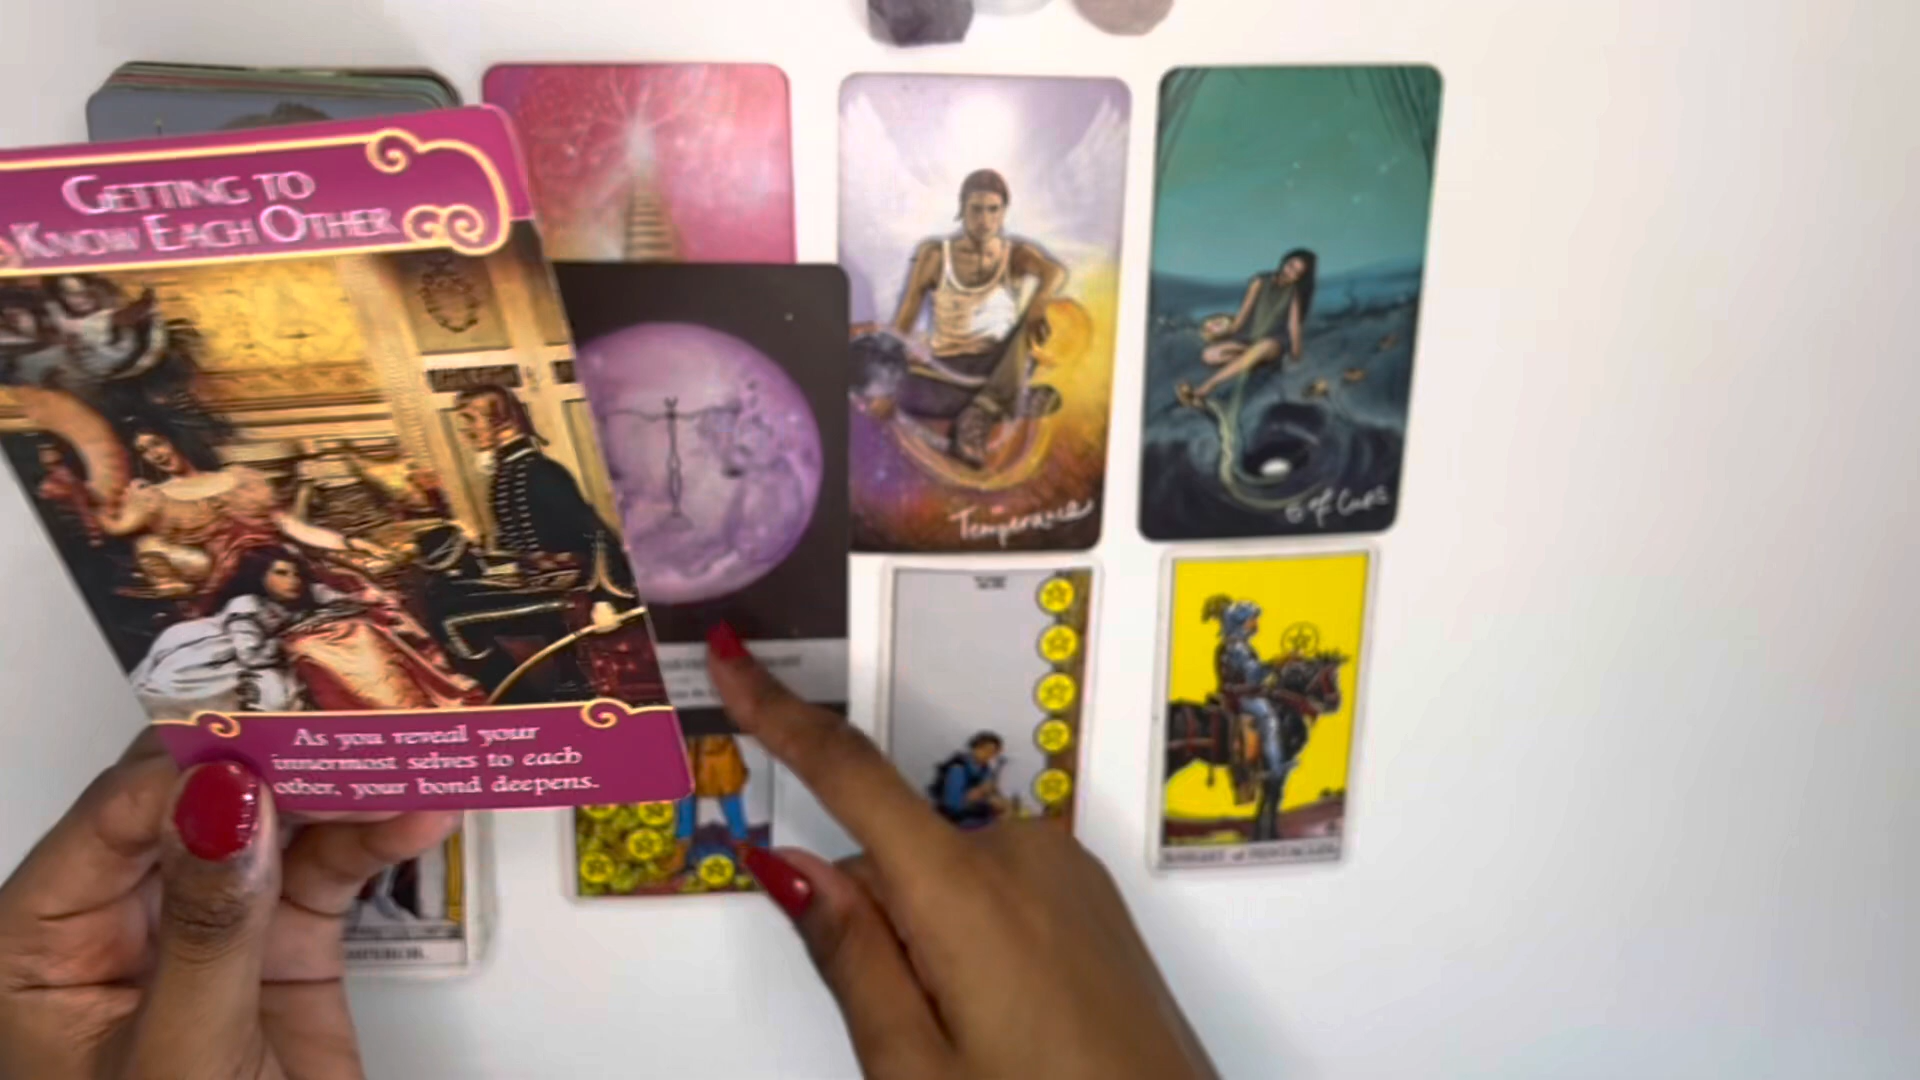 GETTING TO
KNOW EACH OTHER
Temperance
5 of Cups
As you reveal your
innermost selves to each
other, your bond deepens.
KNIGHT of PENTACLES